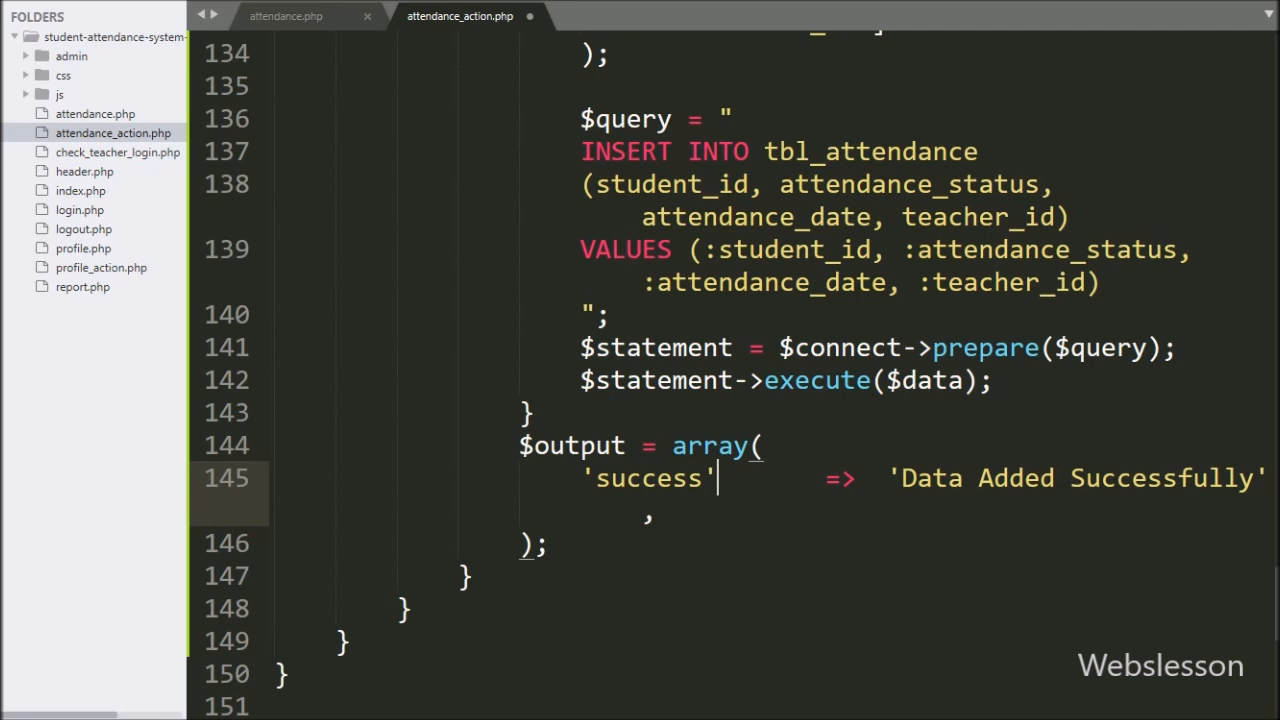 FOLDERS
student-attendance-system-
admin
css
js
attendance.php
attendance_action.php
check_teacher_login.php
header.php
index.php
login.php
logout.php
profile.php
profile_action.php
report.php
attendance.php
attendance_action.php
134 );
135
136 $query = "
137 INSERT INTO tbl_attendance
138 (student_id, attendance_status,
attendance_date, teacher_id)
139 VALUES (:student_id, :attendance_status,
:attendance_date, :teacher_id)
140 ";
141 $statement = $connect->prepare($query);
142 $statement->execute($data);
143 }
144 $output = array(
145 'success' => 'Data Added Successfully'
,
146 );
147 }
148 }
149 }
150 }
151
Webslesson